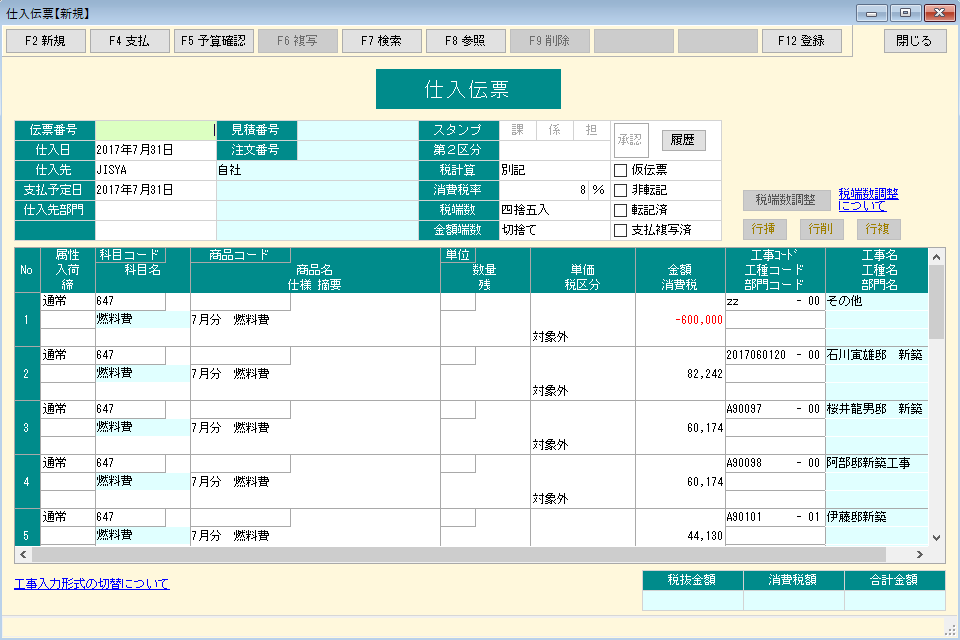 仕入伝票【新規】
F2 新規 F4 支払 F5 予算確認 F6 複写 F7 検索 F8 参照 F9 削除 F12 登録 閉じる
仕入伝票
伝票番号 見積番号 スタンプ 課 係 担 承認 履歴
仕入日 2017年7月31日 注文番号 第2区分
仕入先 JISYA 自社 税計算 別記 仮伝票
支払予定日 2017年7月31日 消費税率 8 % 非転記
仕入先部門 税端数 四捨五入 転記済
金額端数 切捨て 支払複写済
税端数調整 税端数調整
について
行挿 行削 行複
No 属性 科目コード 商品コード 単位 工事コード 工事名
入荷 科目名 商品名 数量 単価 金額 工種コード 工種名
締 仕様 摘要 残 税区分 消費税 部門コード 部門名
通常 647 zz - 00 その他
1 燃料費 7月分 燃料費 -600,000
対象外
通常 647 2017060120 - 00 石川寅雄邸 新築
2 燃料費 7月分 燃料費 82,242
対象外
通常 647 A90097 - 00 桜井龍男邸 新築
3 燃料費 7月分 燃料費 60,174
対象外
通常 647 A90098 - 00 阿部邸新築工事
4 燃料費 7月分 燃料費 60,174
対象外
通常 647 A90101 - 01 伊藤邸新築
5 燃料費 7月分 燃料費 44,130
工事入力形式の切替について
税抜金額 消費税額 合計金額